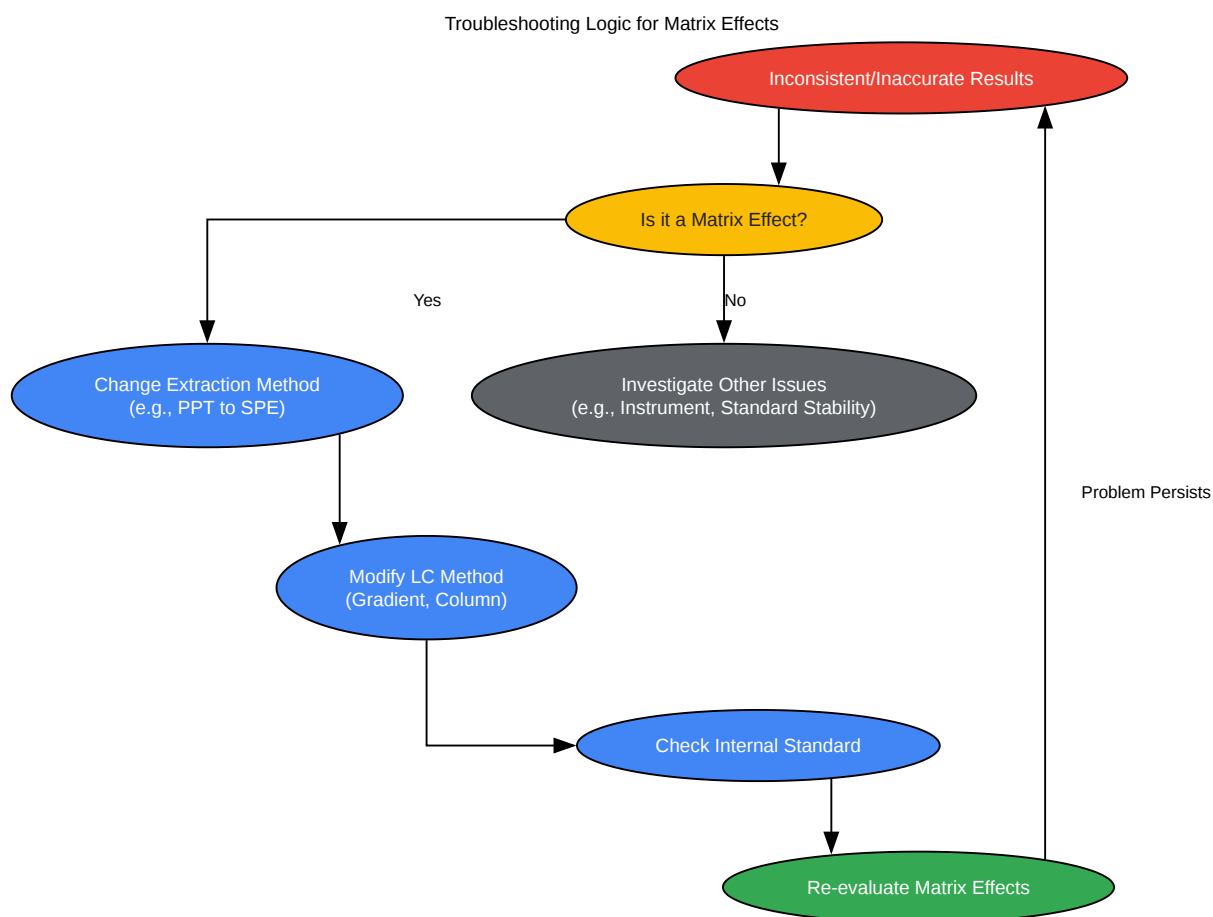 Troubleshooting Logic for Matrix Effects
Inconsistent/Inaccurate Results
Is it a Matrix Effect?
Yes
No
Change Extraction Method
(e.g., PPT to SPE)
Investigate Other Issues
(e.g., Instrument, Standard Stability)
Problem Persists
Modify LC Method
(Gradient, Column)
Check Internal Standard
Re-evaluate Matrix Effects